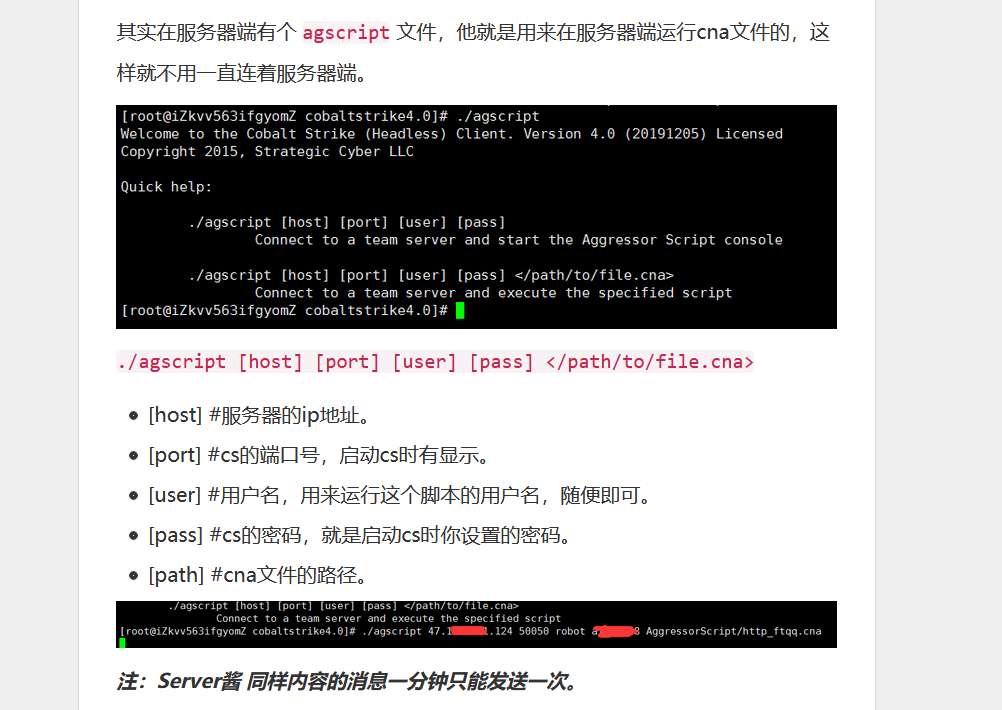 其实在服务器端有个 agscript 文件，他就是用来在服务器端运行cna文件的，这
样就不用一直连着服务器端。
[root@iZkvv563ifgyomZ cobaltstrike4.0]# ./agscript
Welcome to the Cobalt Strike (Headless) Client. Version 4.0 (20191205) Licensed
Copyright 2015, Strategic Cyber LLC
Quick help:
./agscript [host] [port] [user] [pass]
Connect to a team server and start the Aggressor Script console
./agscript [host] [port] [user] [pass] </path/to/file.cna>
Connect to a team server and execute the specified script
[root@iZkvv563ifgyomZ cobaltstrike4.0]#
./agscript [host] [port] [user] [pass] </path/to/file.cna>
[host] #服务器的ip地址。
[port] #cs的端口号，启动cs时有显示。
[user] #用户名，用来运行这个脚本的用户名，随便即可。
[pass] #cs的密码，就是启动cs时你设置的密码。
[path] #cna文件的路径。
./agscript [host] [port] [user] [pass] </path/to/file.cna>
Connect to a team server and execute the specified script
[root@iZkvv563ifgyomZ cobaltstrike4.0]# ./agscript 47.1 1.124 50050 robot 8 AggressorScript/http_ftqq.cna
注：Server酱 同样内容的消息一分钟只能发送一次。